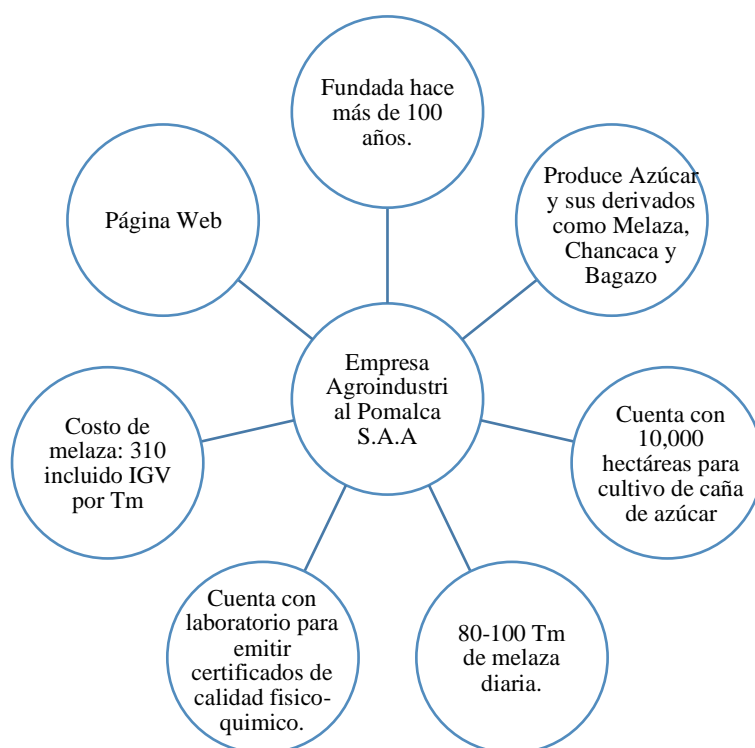 Fundada hace
más de 100
años.
Produce Azúcar
y sus derivados
como Melaza,
Chancaca y
Bagazo
Cuenta con
10,000
hectáreas para
cultivo de caña
de azúcar
80-100 Tm
de melaza
diaria.
Cuenta con
laboratorio para
emitir
certificados de
calidad fisico-
quimico.
Costo de
melaza: 310
incluido IGV
por Tm
Página Web
Empresa
Agroindustri
al Pomalca
S.A.A